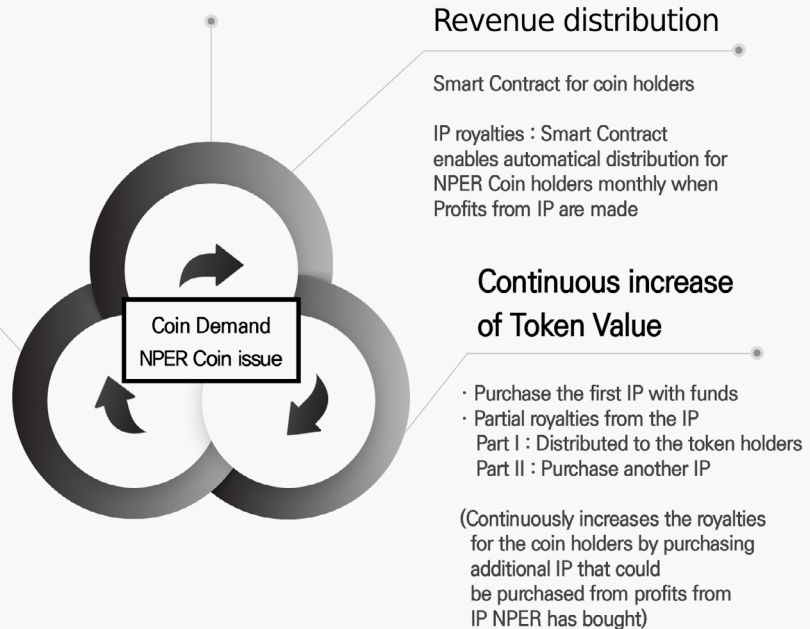 Revenue distribution
Smart Contract for coin holders
IP royalties : Smart Contract
enables automatical distribution for
NPER Coin holders monthly when
Profits from IP are made
Coin Demand
NPER Coin issue
Continuous increase
of Token Value
· Purchase the first IP with funds
· Partial royalties from the IP
Part I : Distributed to the token holders
Part II : Purchase another IP
(Continuously increases the royalties
for the coin holders by purchasing
additional IP that could
be purchased from profits from
IP NPER has bought)